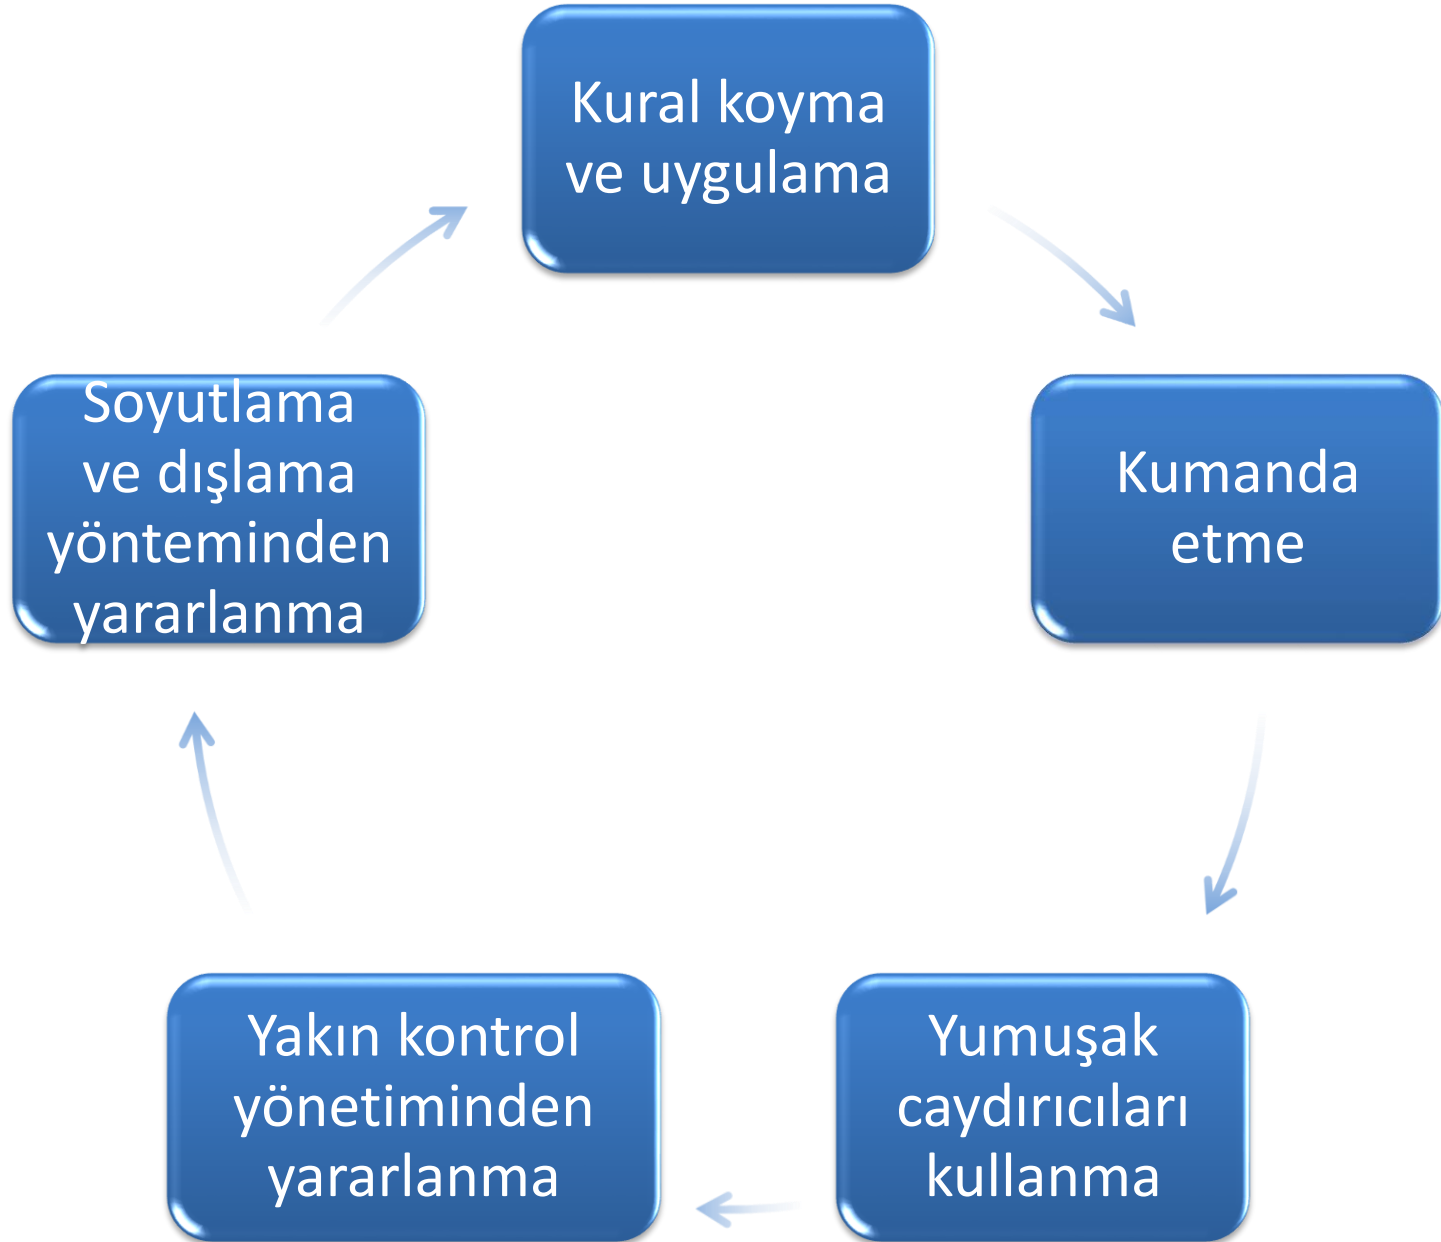 Kural koyma
ve uygulama
Kumanda
etme
Yumuşak
caydırıcıları
kullanma
Yakın kontrol
yönetiminden
yararlanma
Soyutlama
ve dışlama
yönteminden
yararlanma